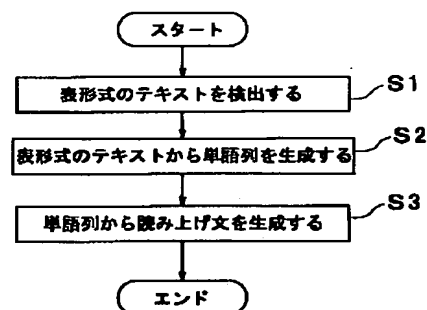 スタート
表形式のテキストを検出する
S1
表形式のテキストから単語列を生成する
S2
単語列から読み上げ文を生成する
S3
エンド